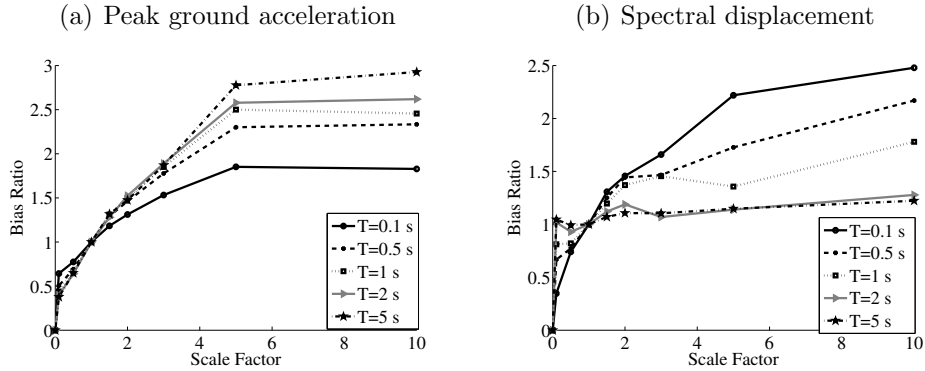 (a) Peak ground acceleration
3
2.5
2
1.5
1
0.5
0
Bias Ratio
0 2 4 6 8 10
Scale Factor
T=0.1 s
T=0.5 s
T=1 s
T=2 s
T=5 s
(b) Spectral displacement
2.5
2
1.5
1
0.5
0
Bias Ratio
0 2 4 6 8 10
Scale Factor
T=0.1 s
T=0.5 s
T=1 s
T=2 s
T=5 s